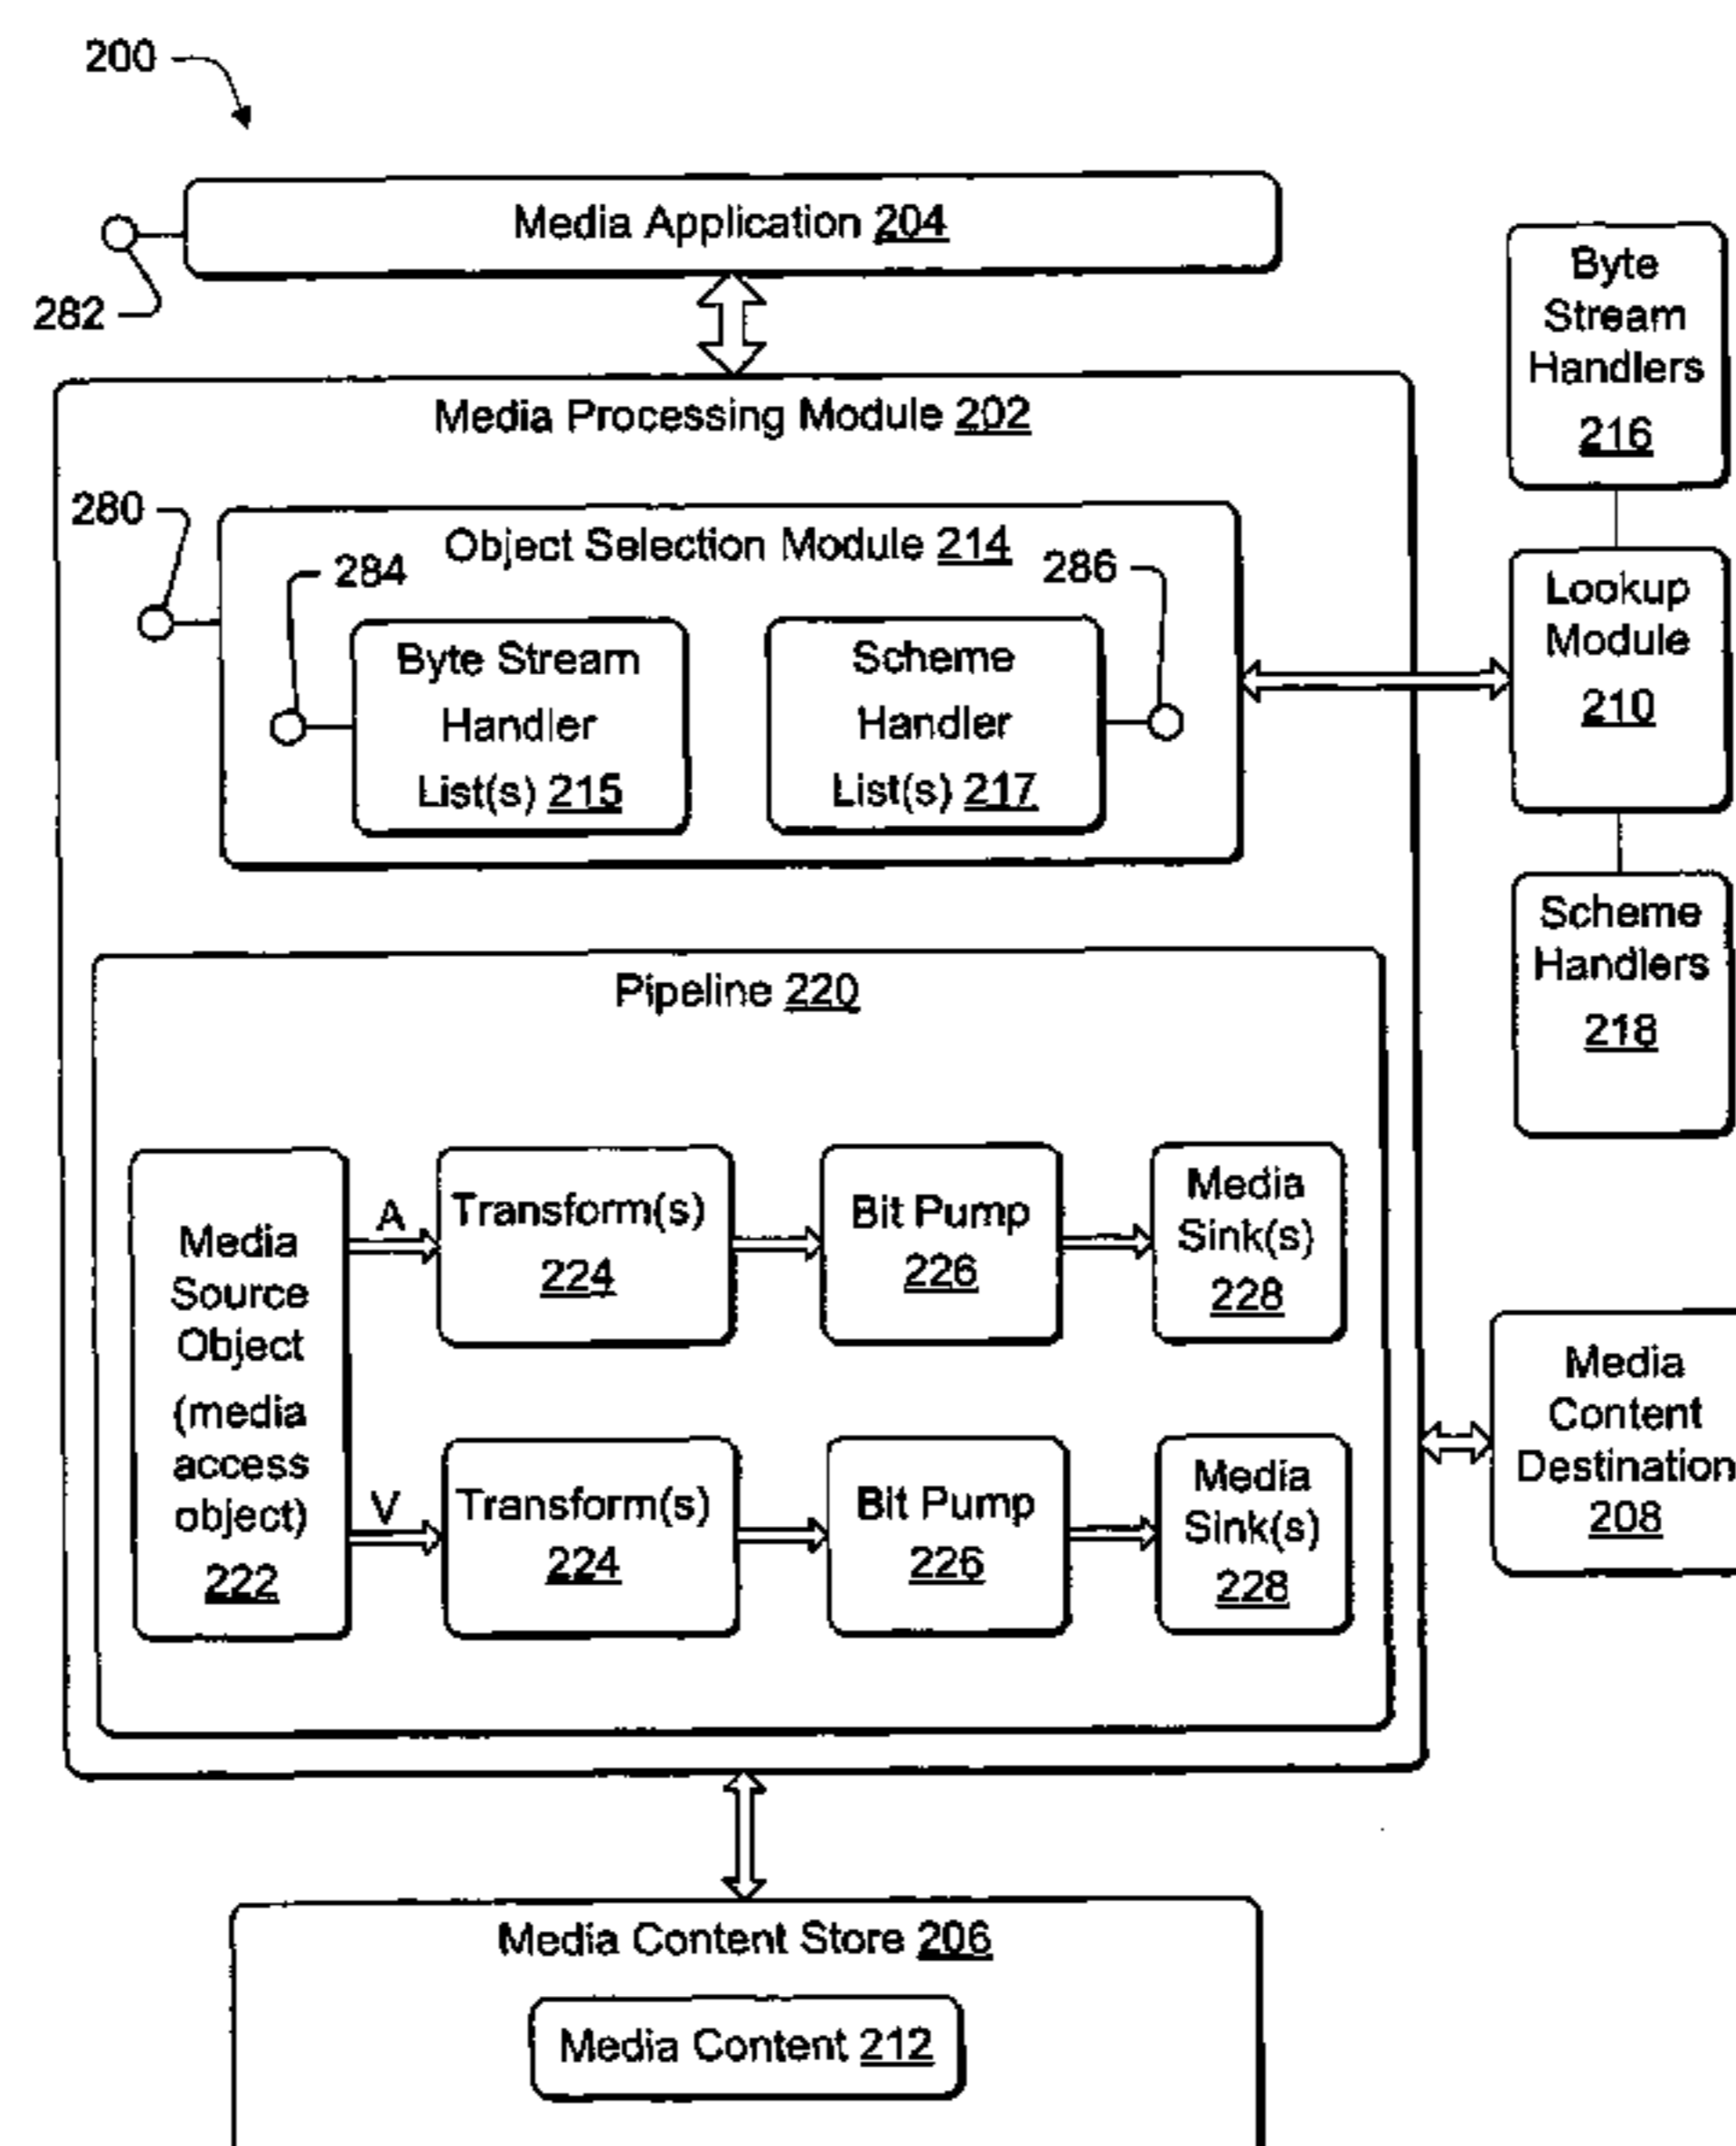 200
Media Application 204
282
Byte
Stream
Handlers
216
Media Processing Module 202
280
Object Selection Module 214
284
286
Byte Stream
Handler
List(s) 215
Scheme
Handler
List(s) 217
Lookup
Module
210
Scheme
Handlers
218
Pipeline 220
Media
Source
Object
(media
access
object)
222
A
Transform(s)
224
Bit Pump
226
Media
Sink(s)
228
V
Transform(s)
224
Bit Pump
226
Media
Sink(s)
228
Media
Content
Destination
208
Media Content Store 206
Media Content 212